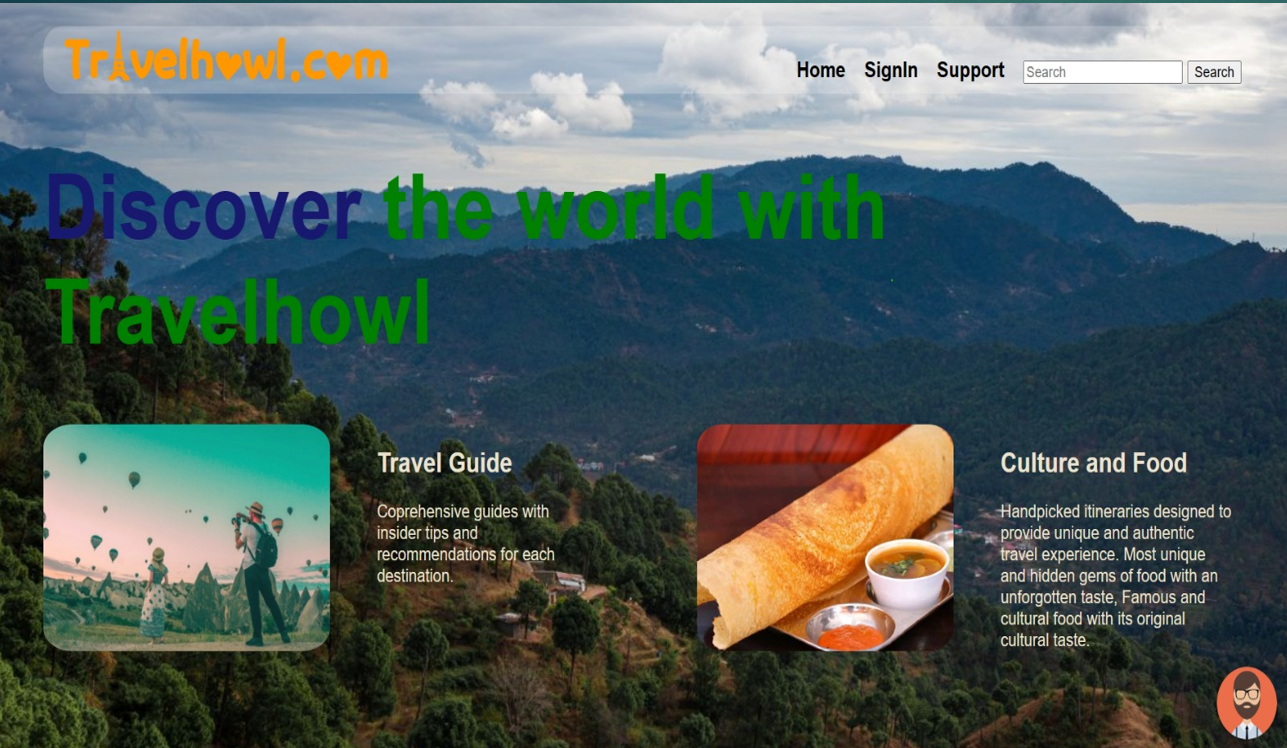 Travelhowl.com
Home SignIn Support Search Search
Discover the world with
Travelhowl
Travel Guide
Coprehensive guides with
insider tips and
recommendations for each
destination.
Culture and Food
Handpicked itineraries designed to
provide unique and authentic
travel experience. Most unique
and hidden gems of food with an
unforgotten taste, Famous and
cultural food with its original
cultural taste.